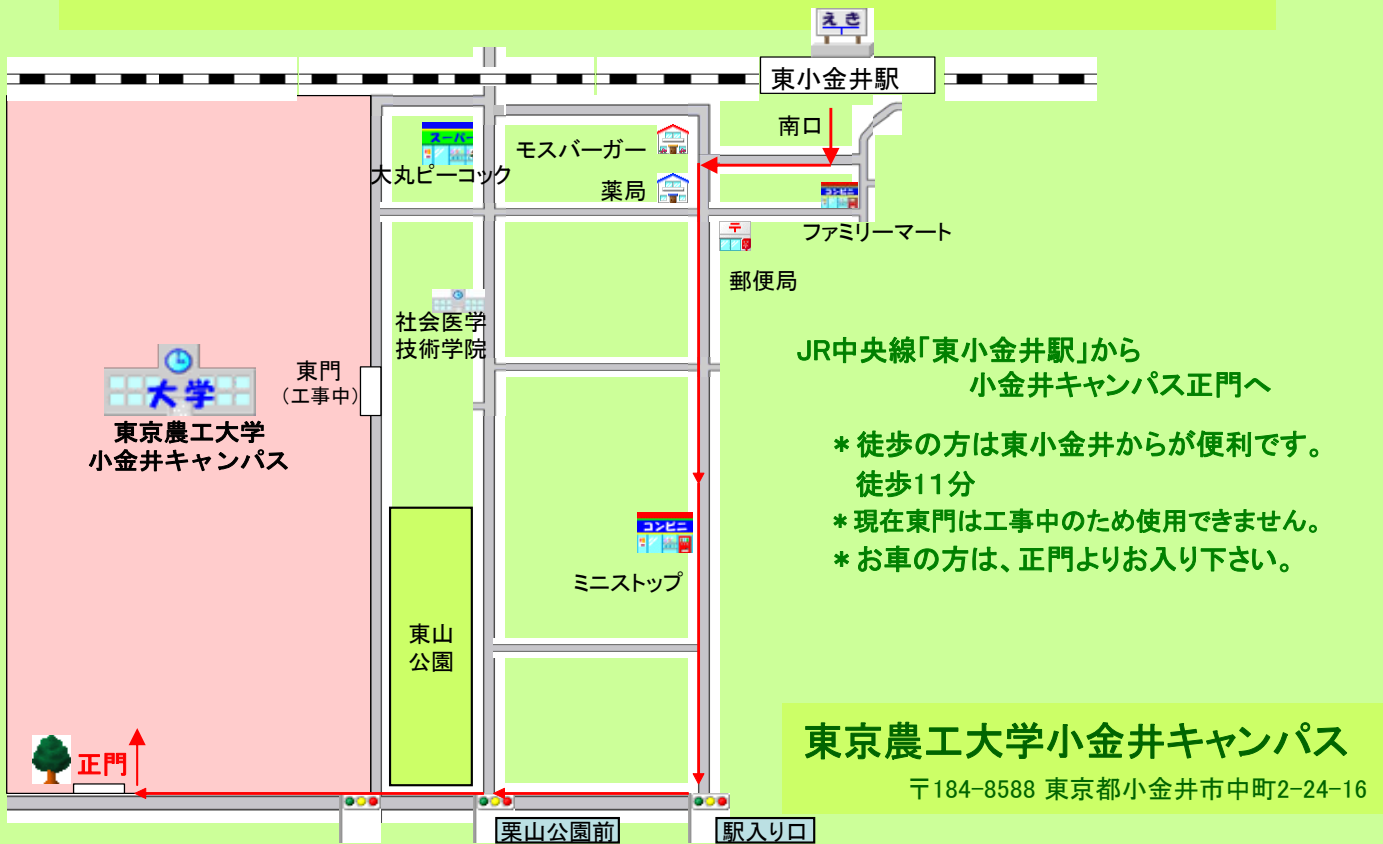 えき
東小金井駅
南口
スーパー
大丸ピーコック
モスバーガー
薬局
コンビニ
ファミリーマート
〒
郵便局
社会医学
技術学院
東門
（工事中）
大学
東京農工大学
小金井キャンパス
JR中央線「東小金井駅」から
小金井キャンパス正門へ
＊徒歩の方は東小金井からが便利です。
徒歩11分
＊現在東門は工事中のため使用できません。
＊お車の方は、正門よりお入り下さい。
コンビニ
ミニストップ
東山
公園
正門
東京農工大学小金井キャンパス
〒184-8588 東京都小金井市中町2-24-16
栗山公園前
駅入り口